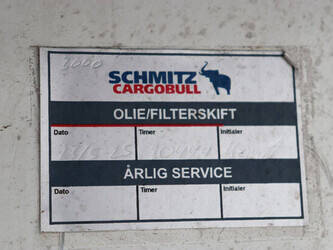 SCHMITZ
CARGOBULL
OLIE/FILTERSKIFT
Dato Timer Initialer
ÅRLIG SERVICE
Dato Timer Initialer